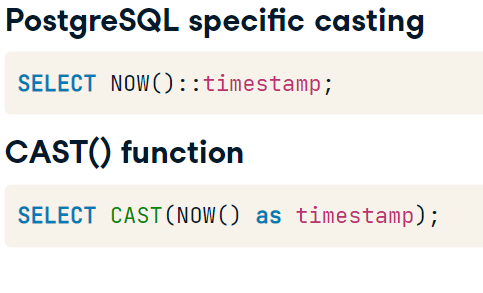 PostgreSQL specific casting
SELECT NOW()::timestamp;
CAST() function
SELECT CAST(NOW() as timestamp);